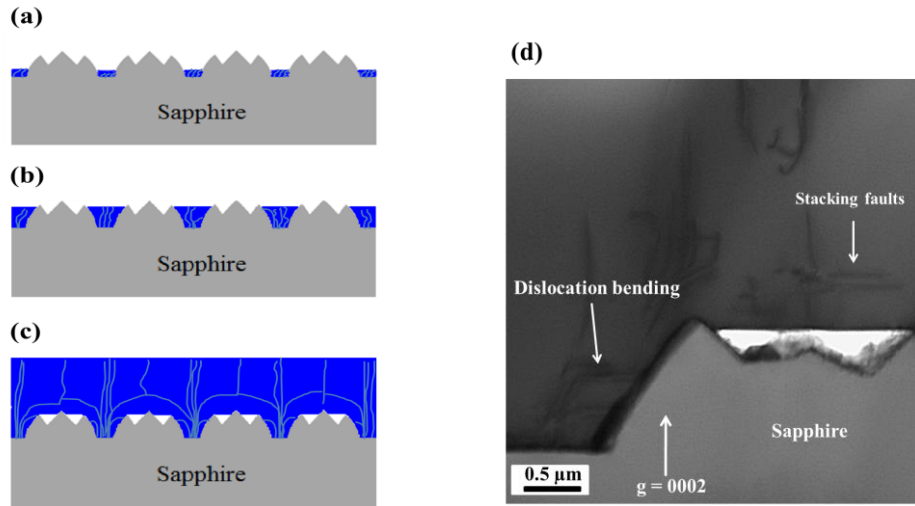 (a)
Sapphire
(b)
Sapphire
(c)
Sapphire
(d)
Stacking faults
Dislocation bending
Sapphire
0.5 µm
g = 0002